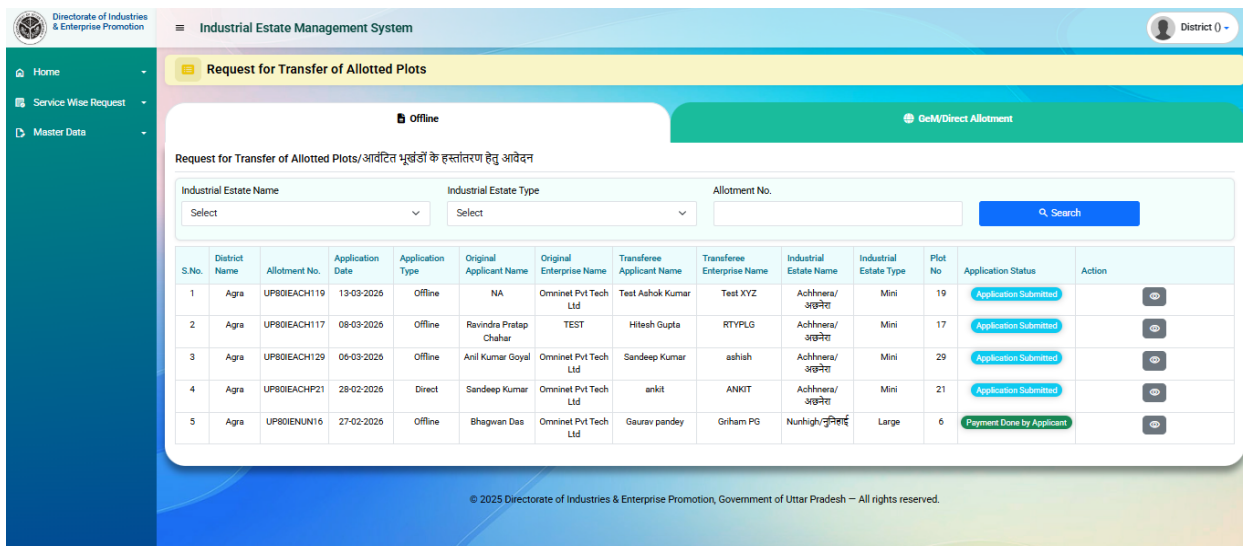 Directorate of Industries
& Enterprise Promotion
Industrial Estate Management System
District ()
Home
Service Wise Request
Master Data
Request for Transfer of Allotted Plots
Offline
GeM/Direct Allotment
Request for Transfer of Allotted Plots/आवंटित भूखंडों के हस्तांतरण हेतु आवेदन
Industrial Estate Name
Industrial Estate Type
Allotment No.
Select
Select
Search
S.No. District Name Allotment No. Application Date Application Type Original Applicant Name Original Enterprise Name Transferee Applicant Name Transferee Enterprise Name Industrial Estate Name Industrial Estate Type Plot No Application Status Action
1 Agra UP80IEACH119 13-03-2026 Offline NA Omninet Pvt Tech Ltd Test Ashok Kumar Test XYZ Achhnera/अछनेरा Mini 19 Application Submitted
2 Agra UP80IEACH117 08-03-2026 Offline Ravindra Pratap Chahar TEST Hitesh Gupta RTYPLG Achhnera/अछनेरा Mini 17 Application Submitted
3 Agra UP80IEACH129 06-03-2026 Offline Anil Kumar Goyal Omninet Pvt Tech Ltd Sandeep Kumar ashish Achhnera/अछनेरा Mini 29 Application Submitted
4 Agra UP80IEACHP21 28-02-2026 Direct Sandeep Kumar Omninet Pvt Tech Ltd ankit ANKIT Achhnera/अछनेरा Mini 21 Application Submitted
5 Agra UP80IENUN16 27-02-2026 Offline Bhagwan Das Omninet Pvt Tech Ltd Gaurav pandey Griham PG Nunhigh/नुनिहाई Large 6 Payment Done by Applicant
© 2025 Directorate of Industries & Enterprise Promotion, Government of Uttar Pradesh — All rights reserved.